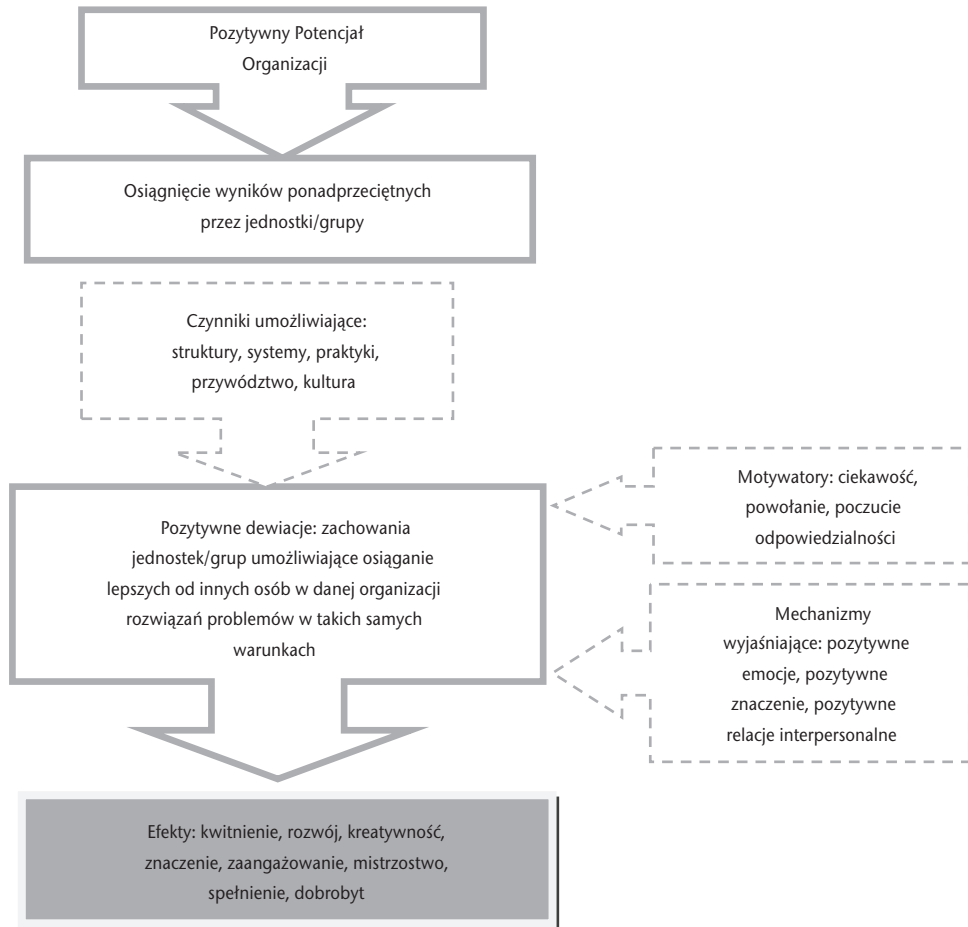 Pozytywny Potencjał
Organizacji
Osiągnięcie wyników ponadprzeciętnych
przez jednostki/grupy
Czynniki umożliwiające:
struktury, systemy, praktyki,
przywództwo, kultura
Motywatory: ciekawość,
powołanie, poczucie
odpowiedzialności
Pozytywne dewiacje: zachowania
jednostek/grup umożliwiające osiąganie
lepszych od innych osób w danej organizacji
rozwiązań problemów w takich samych
warunkach
Mechanizmy
wyjaśniające: pozytywne
emocje, pozytywne
znaczenie, pozytywne
relacje interpersonalne
Efekty: kwitnienie, rozwój, kreatywność,
znaczenie, zaangażowanie, mistrzostwo,
spełnienie, dobrobyt